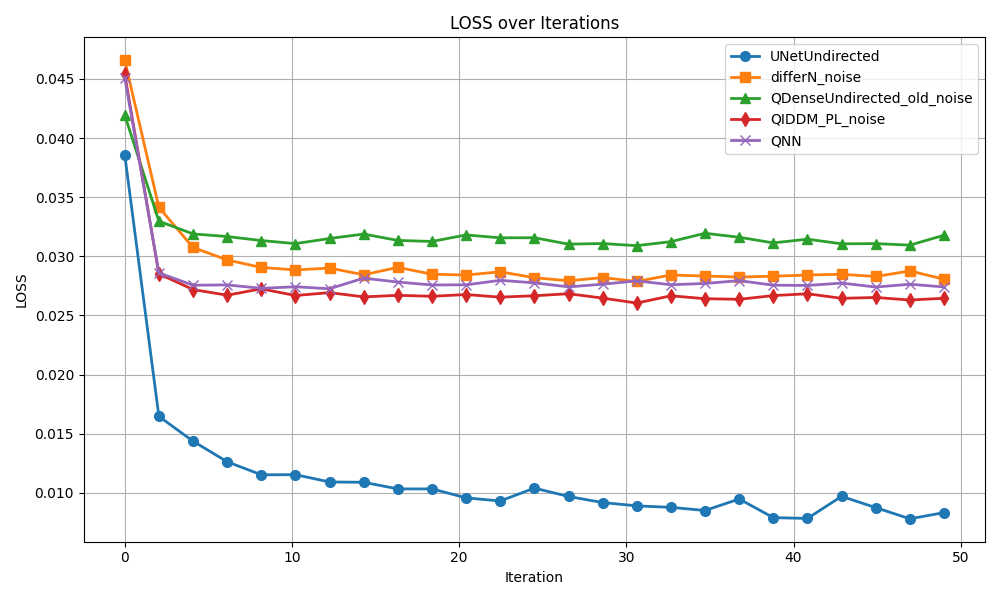 LOSS over Iterations
UNetUndirected
differN_noise
QDenseUndirected_old_noise
QIDDM_PL_noise
QNN
LOSS
0.045
0.040
0.035
0.030
0.025
0.020
0.015
0.010
0 10 20 30 40 50
Iteration